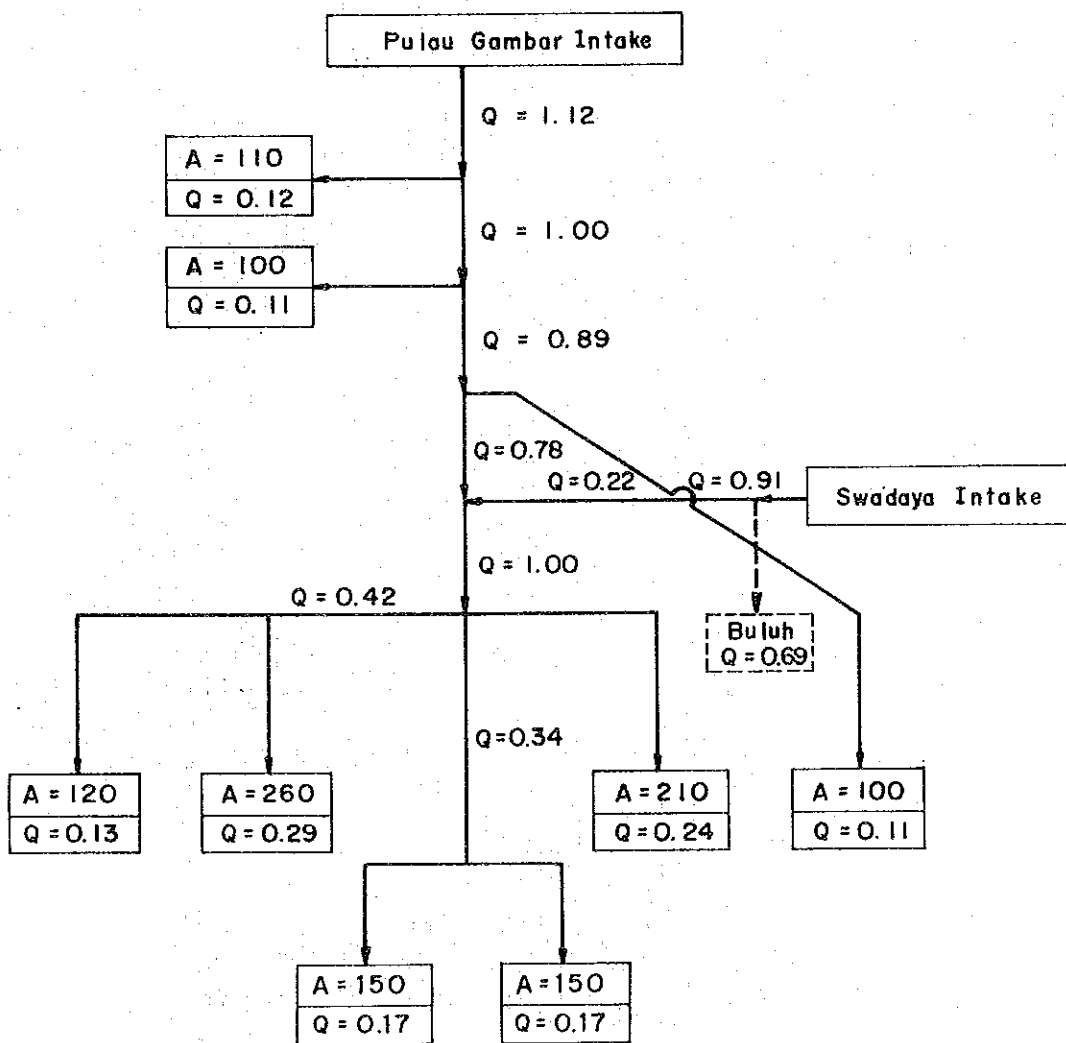 Pulau Gambar Intake
Q = 1.12
A = 110
Q = 0.12
Q = 1.00
A = 100
Q = 0.11
Q = 0.89
Q = 0.78
Q = 0.22
Q = 0.91
Swadaya Intake
Q = 1.00
Q = 0.42
Buluh
Q = 0.69
Q = 0.34
A = 120
Q = 0.13
A = 260
Q = 0.29
A = 210
Q = 0.24
A = 100
Q = 0.11
A = 150
Q = 0.17
A = 150
Q = 0.17